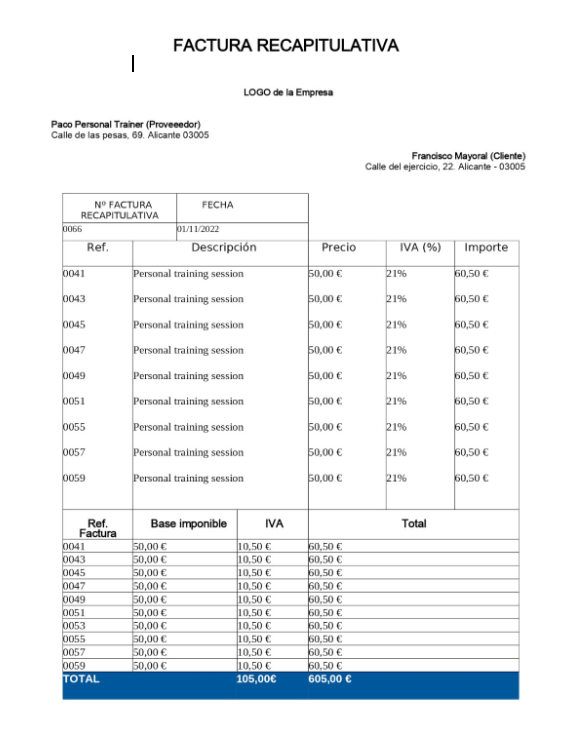 FACTURA RECAPITULATIVA
LOGO de la Empresa
Paco Personal Trainer (Proveeedor)
Calle de las pesas, 69. Alicante 03005
Francisco Mayoral (Cliente)
Calle del ejercicio, 22. Alicante - 03005
Nº FACTURA RECAPITULATIVA FECHA
0066 01/11/2022
Ref. Descripción Precio IVA (%) Importe
0041 Personal training session 50,00 € 21% 60,50 €
0043 Personal training session 50,00 € 21% 60,50 €
0045 Personal training session 50,00 € 21% 60,50 €
0047 Personal training session 50,00 € 21% 60,50 €
0049 Personal training session 50,00 € 21% 60,50 €
0051 Personal training session 50,00 € 21% 60,50 €
0055 Personal training session 50,00 € 21% 60,50 €
0057 Personal training session 50,00 € 21% 60,50 €
0059 Personal training session 50,00 € 21% 60,50 €
Ref. Factura Base imponible IVA Total
0041 50,00 € 10,50 € 60,50 €
0043 50,00 € 10,50 € 60,50 €
0045 50,00 € 10,50 € 60,50 €
0047 50,00 € 10,50 € 60,50 €
0049 50,00 € 10,50 € 60,50 €
0051 50,00 € 10,50 € 60,50 €
0053 50,00 € 10,50 € 60,50 €
0055 50,00 € 10,50 € 60,50 €
0057 50,00 € 10,50 € 60,50 €
0059 50,00 € 10,50 € 60,50 €
TOTAL 105,00€ 605,00 €